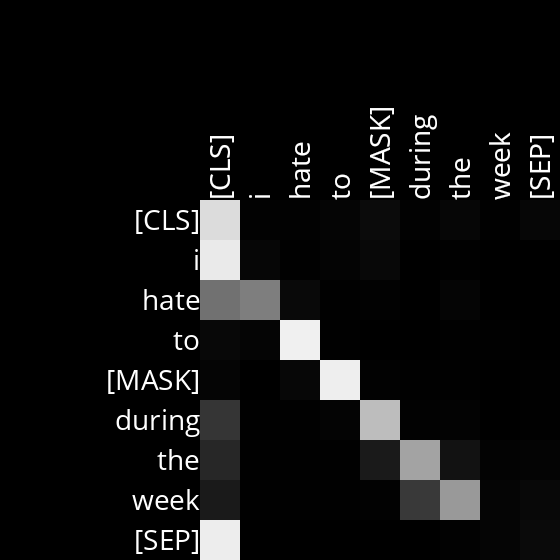 [CLS] i hate to [MASK] during the week [SEP]
[CLS]
i
hate
to
[MASK]
during
the
week
[SEP]